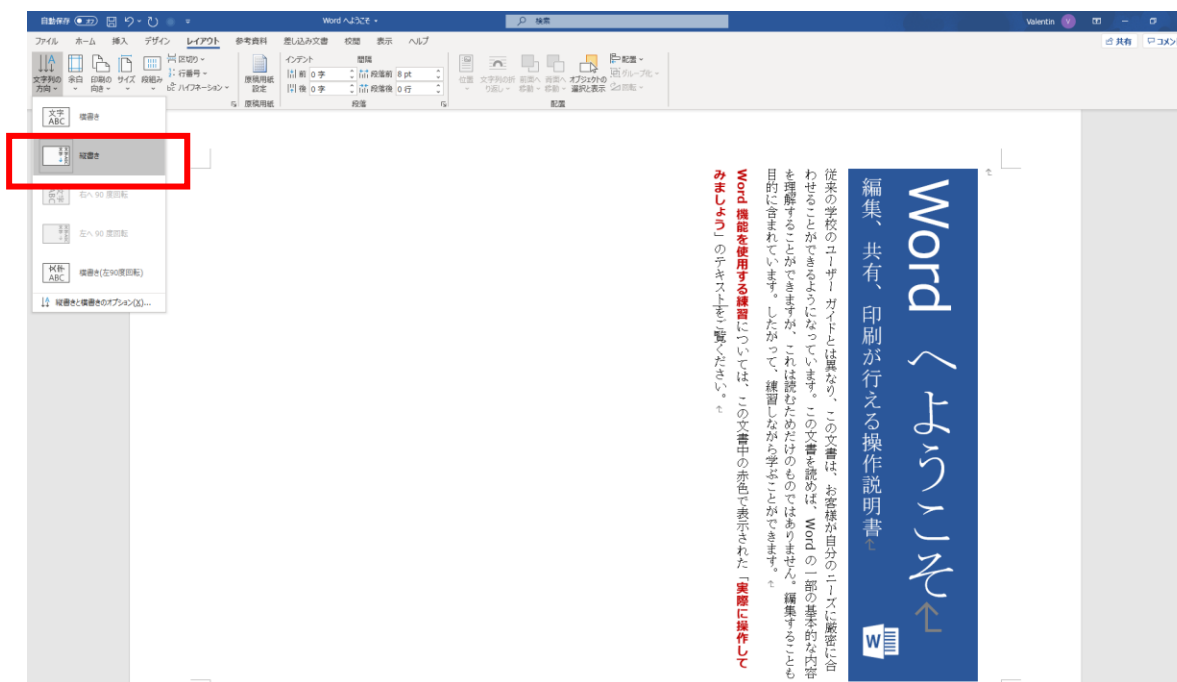 自動保存 オフ
Word へようこそ
検索
Valentin V
ファイル ホーム 挿入 デザイン レイアウト 参考資料 差し込み文書 校閲 表示 ヘルプ
共有
文字列の方向
余白
印刷の向き
サイズ
段組み
区切り
行番号
ハイフネーション
原稿用紙設定
原稿用紙
インデント
間隔
前 0 字
後 0 字
段落前 8 pt
段落後 0 行
段落
位置
文字列の折り返し
前面へ移動
背面へ移動
オブジェクトの選択と表示
配置
グループ化
回転
配置
文字 ABC
横書き
縦書き
右へ 90 度回転
左へ 90 度回転
ABC
横書き(左90度回転)
縦書きと横書きのオプション(X)...
Word へようこそ
編集、共有、印刷が行える操作説明書
従来の学校のユーザー ガイドとは異なり、この文書は、お客様が自分のニーズに厳密に合
わせることができるようになっています。この文書を読めば、Word の一部の基本的な内容
を理解することができますが、これは読むためだけのものではありません。編集することも
目的に含まれています。したがって、練習しながら学ぶことができます。
Word 機能を使用する練習については、この文書中の赤色で表示された「実際に操作して
みましょう」のテキストをご覧ください。
W